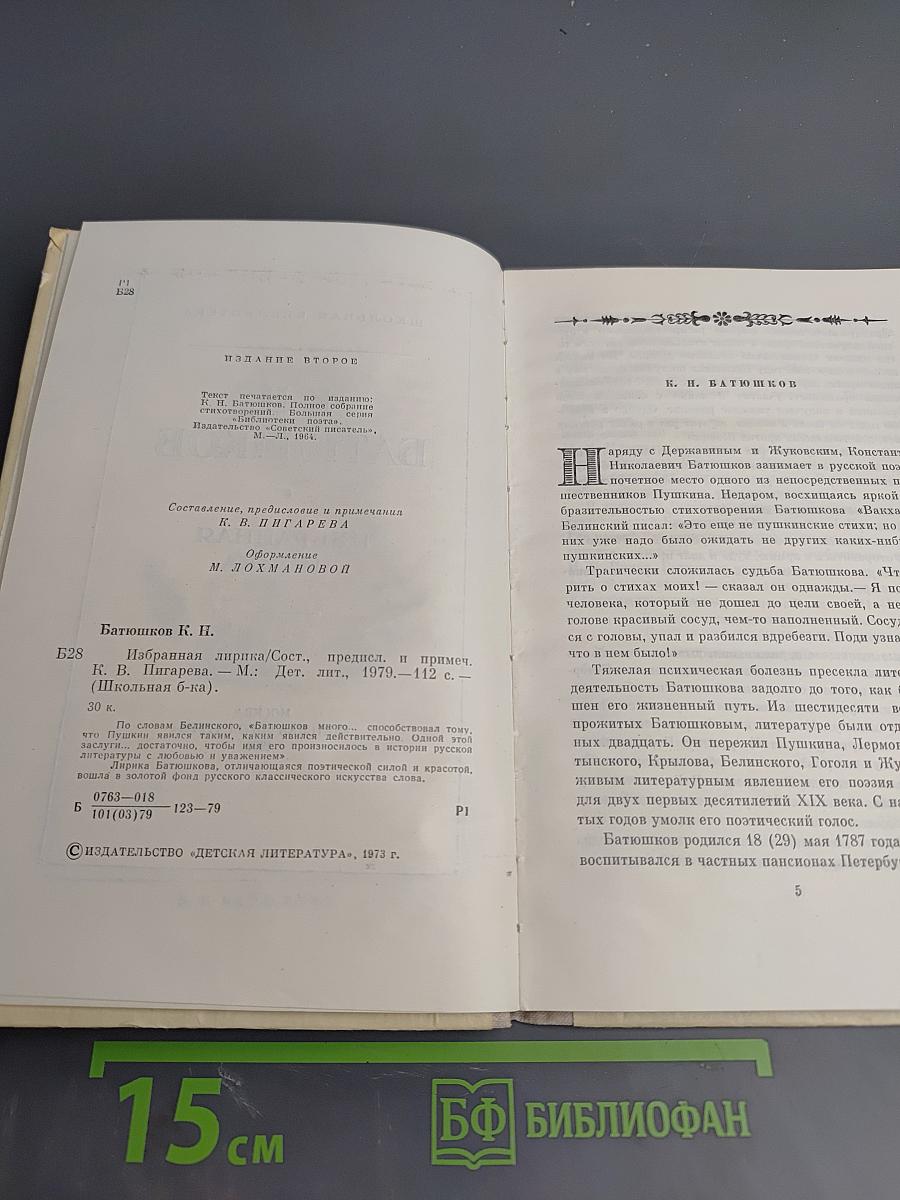 Р1
Б28
ИЗДАНИЕ ВТОРОЕ
Текст печатается по изданию:
К. Н. Батюшков. Полное собрание
стихотворений. Большая серия
«Библиотеки поэта».
Издательство «Советский писатель»,
М.—Л., 1964.
Составление, предисловие и примечания
К. В. ПИГАРЕВА
Оформление
М. ЛОХМАНОВОЙ
Батюшков К. Н.
Б28 Избранная лирика/Сост., предисл. и примеч.
К. В. Пигарева. — М.: Дет. лит., 1979.—112 с. —
(Школьная б-ка).
30 к.
По словам Белинского, «Батюшков много... способствовал тому,
что Пушкин явился таким, каким явился действительно. Одной этой
заслуги... достаточно, чтобы имя его произносилось в истории русской
литературы с любовью и уважением»
Лирика Батюшкова, отличающаяся поэтической силой и красотой,
вошла в золотой фонд русского классического искусства слова.
Б 0763—018
101(03)79 —123—79
Р1
© ИЗДАТЕЛЬСТВО «ДЕТСКАЯ ЛИТЕРАТУРА», 1973 г.
К. Н. БАТЮШКОВ
Наряду с Державиным и Жуковским, Констант
Николаевич Батюшков занимает в русской поэ
почетное место одного из непосредственных п
шественников Пушкина. Недаром, восхищаясь яркой
бразительностью стихотворения Батюшкова «Вакха
Белинский писал: «Это еще не пушкинские стихи; но
них уже надо было ожидать не других каких-ниб
пушкинских...»
Трагически сложилась судьба Батюшкова. «Чт
рить о стихах моих! — сказал он однажды.— Я по
человека, который не дошел до цели своей, а не
голове красивый сосуд, чем-то наполненный. Сосуд
ся с головы, упал и разбился вдребезги. Поди узна
что в нем было!»
Тяжелая психическая болезнь пресекла лите
деятельность Батюшкова задолго до того, как
шен его жизненный путь. Из шестидесяти в
прожитых Батюшковым, литературе были отд
ных двадцать. Он пережил Пушкина, Лермон
тынского, Крылова, Белинского, Гоголя и Жу
живым литературным явлением его поэзия
для двух первых десятилетий XIX века. С на
тых годов умолк его поэтический голос.
Батюшков родился 18 (29) мая 1787 года
воспитывался в частных пансионах Петербу
5
15 см
БФ БИБЛИОФАН